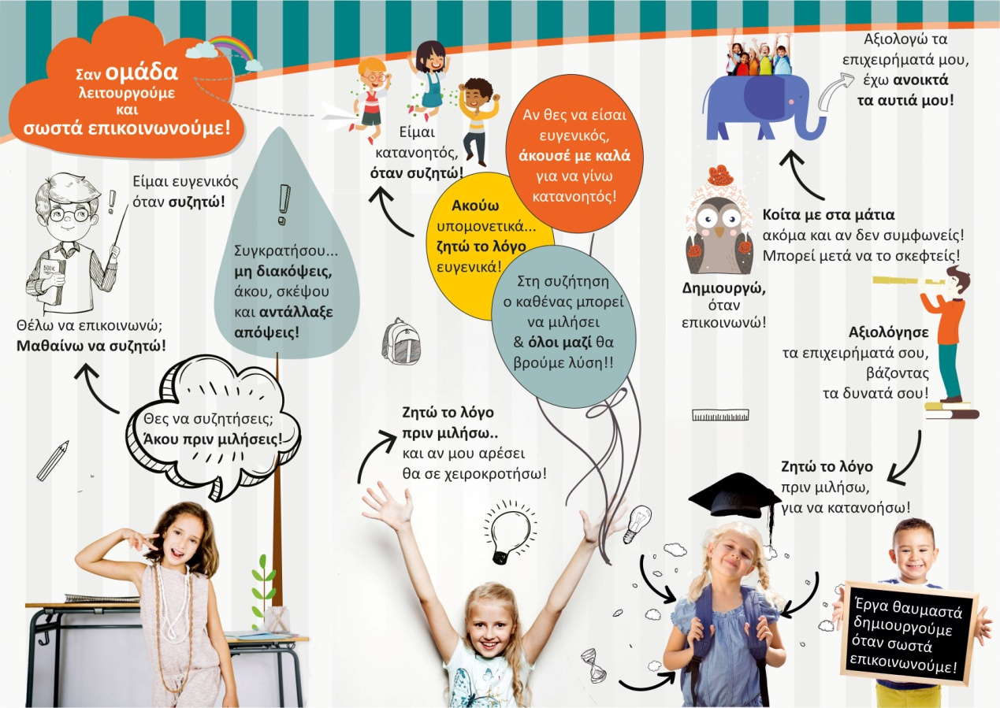 Σαν ομάδα
λειτουργούμε
και
σωστά επικοινωνούμε!
Είμαι ευγενικός
όταν συζητώ!
Θέλω να επικοινωνώ;
Μαθαίνω να συζητώ!
Θες να συζητήσεις;
Άκου πριν μιλήσεις!
!
Συγκρατήσου...
μη διακόψεις,
άκου, σκέψου
και αντάλλαξε
απόψεις!
Είμαι
κατανοητός,
όταν συζητώ!
Αν θες να είσαι
ευγενικός,
άκουσέ με καλά
για να γίνω
κατανοητός!
Ακούω
υπομονετικά...
ζητώ το λόγο
ευγενικά!
Στη συζήτηση
ο καθένας μπορεί
να μιλήσει
& όλοι μαζί θα
βρούμε λύση!!
Ζητώ το λόγο
πριν μιλήσω..
και αν μου αρέσει
θα σε χειροκροτήσω!
Αξιολογώ τα
επιχειρήματά μου,
έχω ανοικτά
τα αυτιά μου!
Κοίτα με στα μάτια
ακόμα και αν δεν συμφωνείς!
Μπορεί μετά να το σκεφτείς!
Δημιουργώ,
όταν
επικοινωνώ!
Αξιολόγησε
τα επιχειρήματά σου,
βάζοντας
τα δυνατά σου!
Ζητώ το λόγο
πριν μιλήσω,
για να κατανοήσω!
Έργα θαυμαστά
δημιουργούμε
όταν σωστά
επικοινωνούμε!